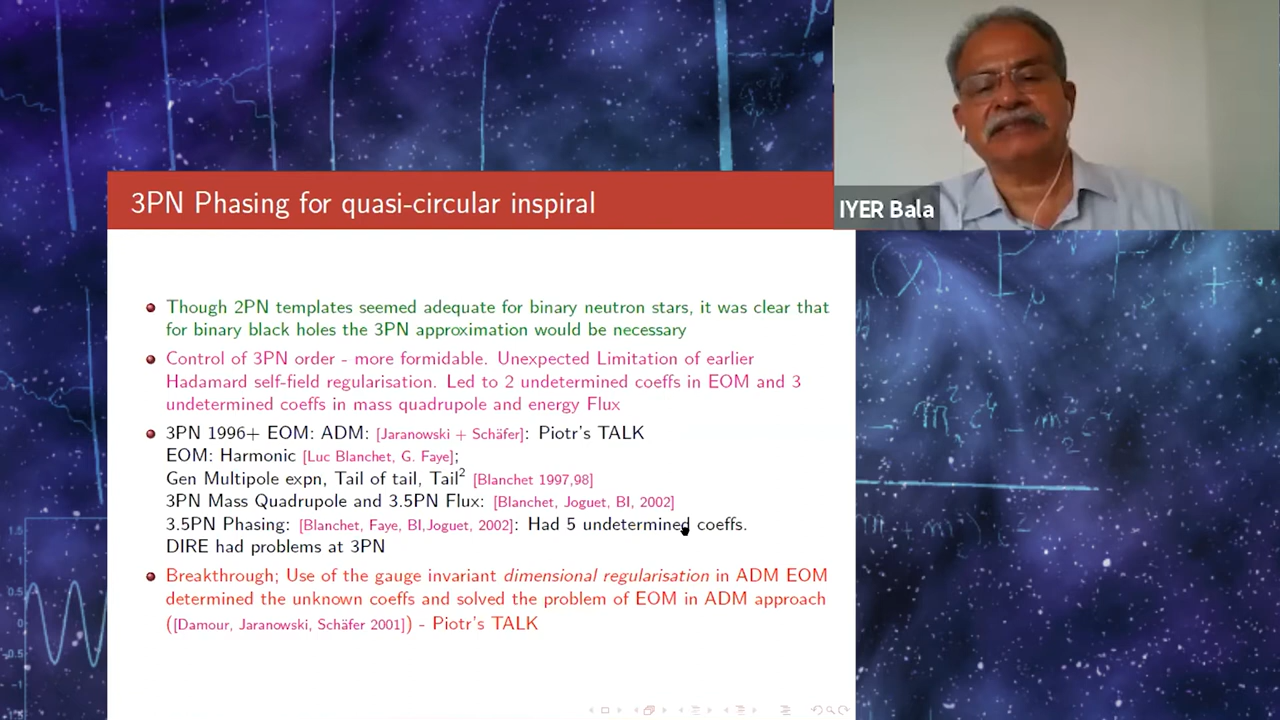 IYER Bala
3PN Phasing for quasi-circular inspiral
Though 2PN templates seemed adequate for binary neutron stars, it was clear that
for binary black holes the 3PN approximation would be necessary
Control of 3PN order - more formidable. Unexpected Limitation of earlier
Hadamard self-field regularisation. Led to 2 undetermined coeffs in EOM and 3
undetermined coeffs in mass quadrupole and energy Flux
3PN 1996+ EOM: ADM: [Jaranowski + Schäfer]: Piotr's TALK
EOM: Harmonic [Luc Blanchet, G. Faye];
Gen Multipole expn, Tail of tail, Tail² [Blanchet 1997,98]
3PN Mass Quadrupole and 3.5PN Flux: [Blanchet, Joguet, BI, 2002]
3.5PN Phasing: [Blanchet, Faye, BI,Joguet, 2002]: Had 5 undetermined coeffs.
DIRE had problems at 3PN
Breakthrough; Use of the gauge invariant dimensional regularisation in ADM EOM
determined the unknown coeffs and solved the problem of EOM in ADM approach
([Damour, Jaranowski, Schäfer 2001]) - Piotr's TALK
1.5
0.5
0
-0.5